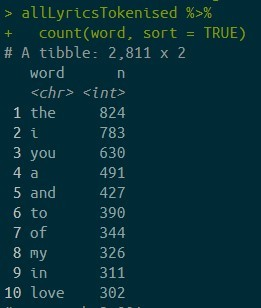 > allLyricsTokenised %>%
+   count(word, sort = TRUE)
# A tibble: 2,811 x 2
   word      n
   <chr> <int>
 1 the     824
 2 i       783
 3 you     630
 4 a       491
 5 and     427
 6 to      390
 7 of      344
 8 my      326
 9 in      311
10 love    302